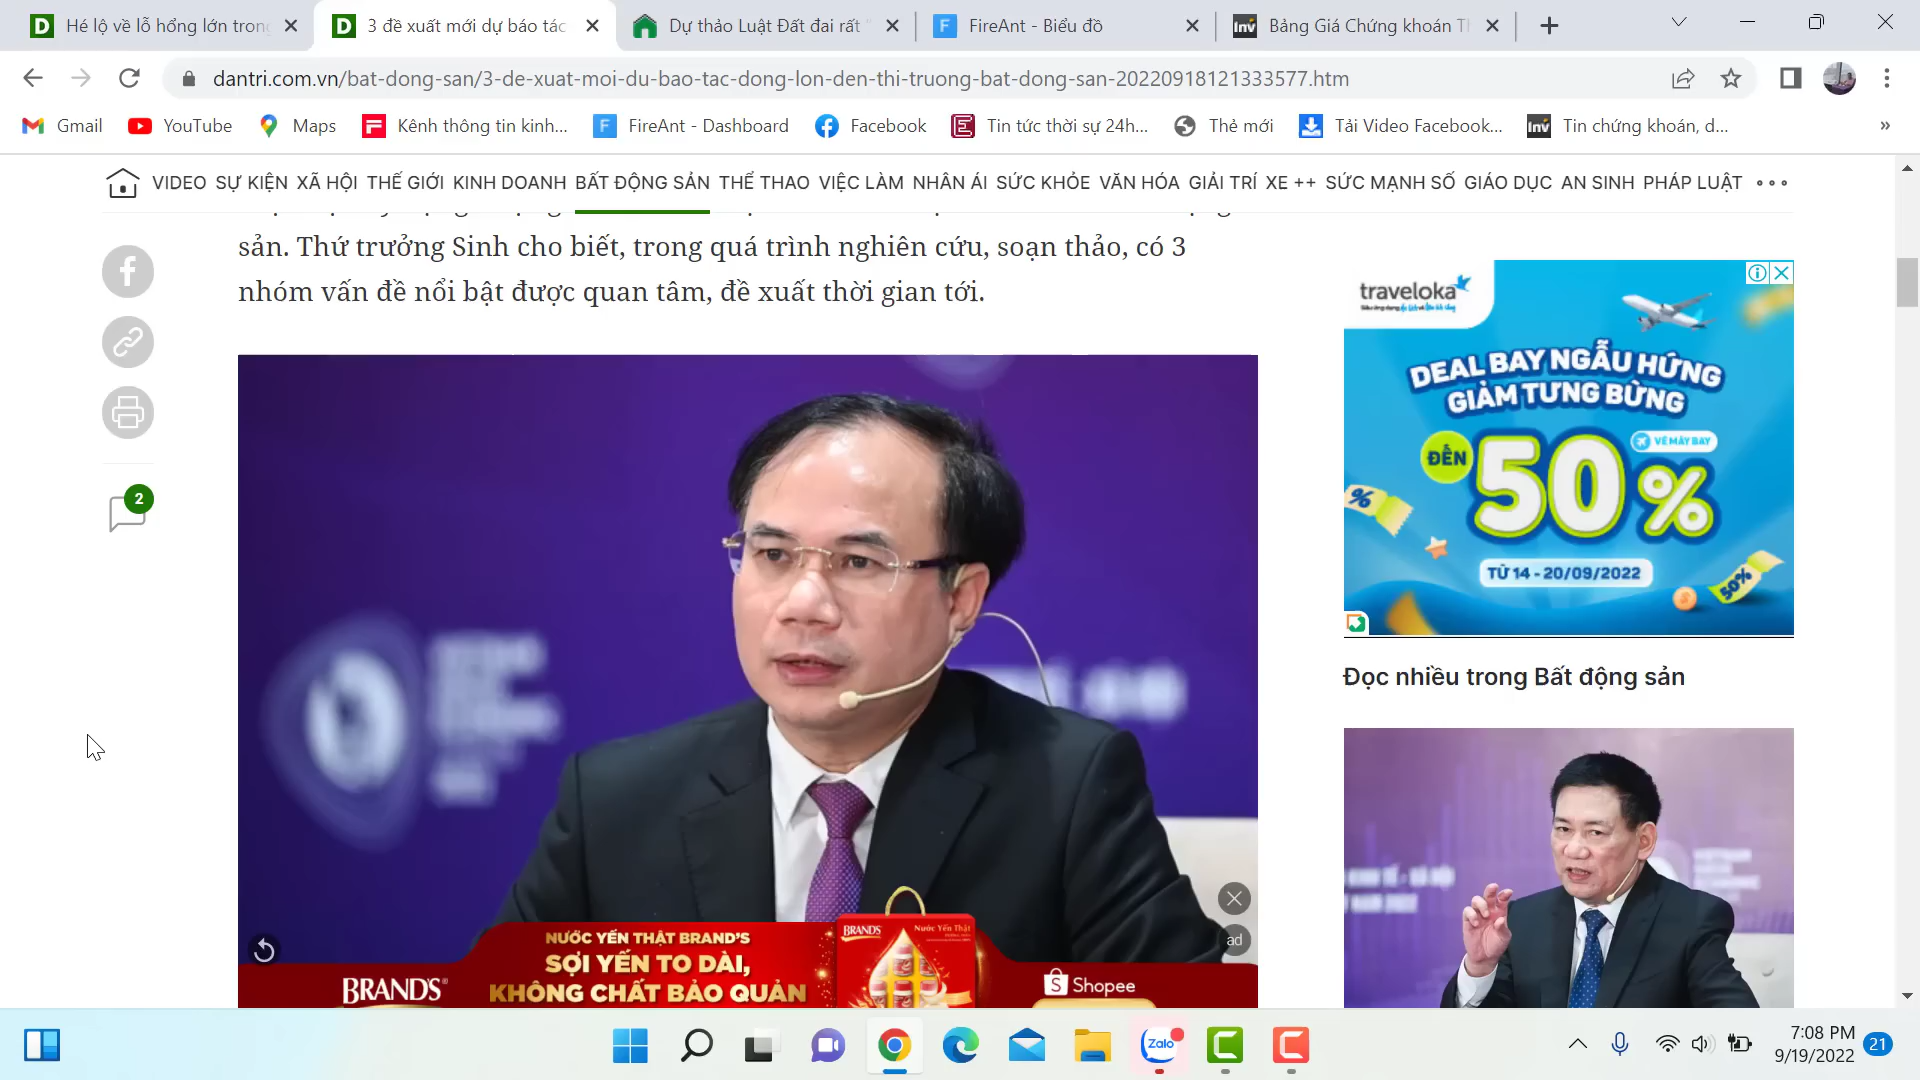 Hé lộ về lỗ hổng lớn trong
3 đề xuất mới dự báo tác
Dự thảo Luật Đất đai rất "
FireAnt - Biểu đồ
Bảng Giá Chứng khoán Th
dantri.com.vn/bat-dong-san/3-de-xuat-moi-du-bao-tac-dong-lon-den-thi-truong-bat-dong-san-20220918121333577.htm
Gmail
YouTube
Maps
Kênh thông tin kinh...
FireAnt - Dashboard
Facebook
Tin tức thời sự 24h...
Thẻ mới
Tải Video Facebook...
Tin chứng khoán, d...
»
VIDEO SỰ KIỆN XÃ HỘI THẾ GIỚI KINH DOANH BẤT ĐỘNG SẢN THỂ THAO VIỆC LÀM NHÂN ÁI SỨC KHỎE VĂN HÓA GIẢI TRÍ XE ++ SỨC MẠNH SỐ GIÁO DỤC AN SINH PHÁP LUẬT
sản. Thứ trưởng Sinh cho biết, trong quá trình nghiên cứu, soạn thảo, có 3
nhóm vấn đề nổi bật được quan tâm, đề xuất thời gian tới.
2
traveloka
DEAL BAY NGẪU HỨNG
GIẢM TƯNG BỪNG
VÉ MÁY BAY
ĐẾN
50%
TỪ 14 - 20/09/2022
Đọc nhiều trong Bất động sản
ad
NƯỚC YẾN THẬT BRAND'S
SỢI YẾN TO DÀI,
KHÔNG CHẤT BẢO QUẢN
BRAND'S
BRAND'S
Nước Yến Thật
Shopee
Zalo
7:08 PM
9/19/2022
21